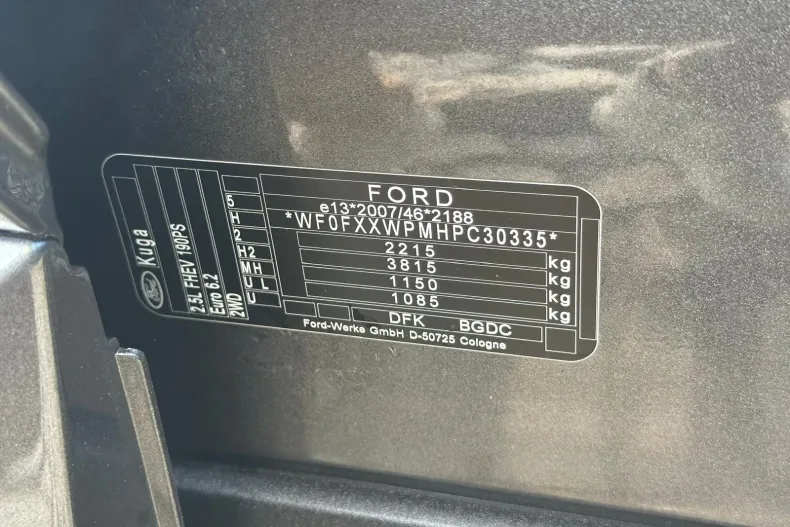 FORD
e13*2007/46*2188
*WF0FXXWPMHPC30335*
2215 kg
3815 kg
1150 kg
1085 kg
DFK BGDC
Ford-Werke GmbH D-50725 Cologne
5
H
2
H2
MH
U L
U
Ford
Kuga
2.5L FHEV 190PS
Euro 6.2
2WD